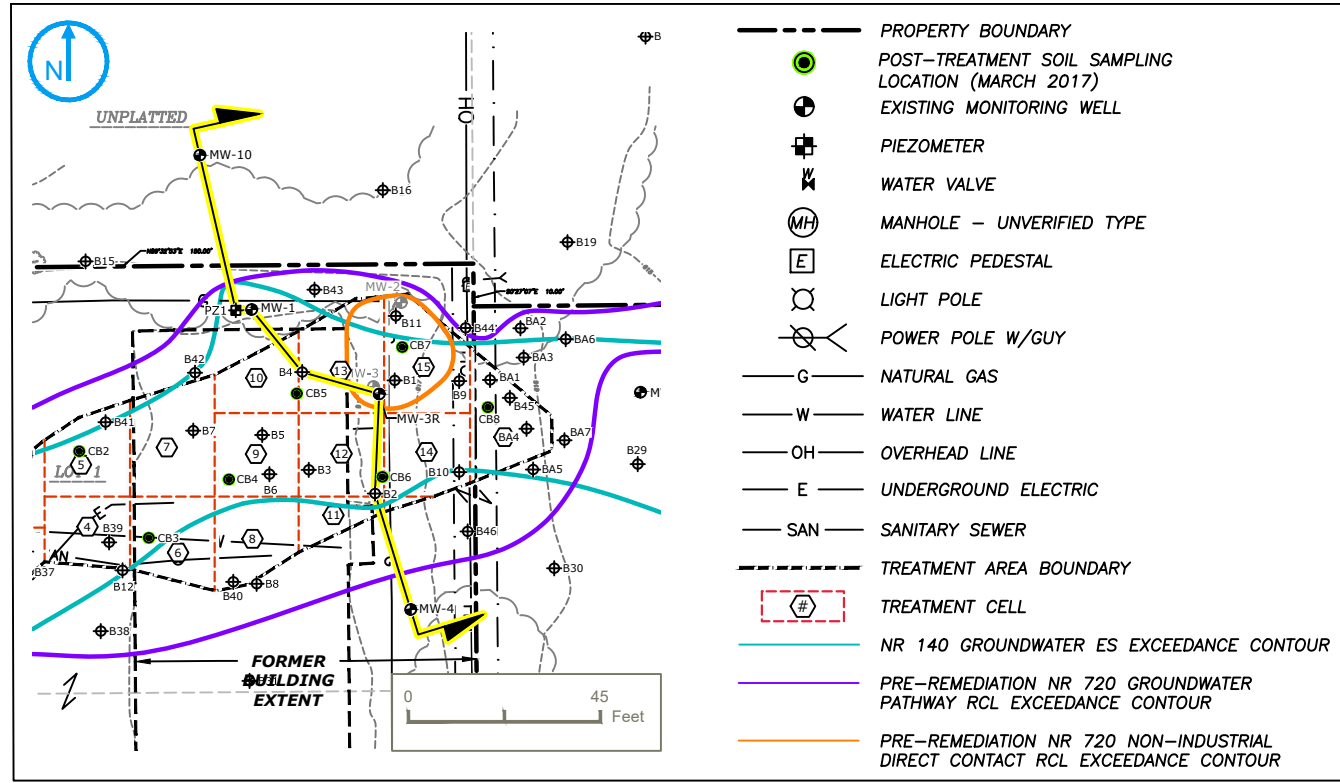 N
UNPLATTED
MW-10
OH
B
B16
B19
B15
B43
MW-2
G
PZ1
MW-1
B11
B44
BA2
BA6
CB7
BA3
B42
B4
13
15
10
B1
B9
BA1
CB5
MW-3R
B45
CB8
B41
B7
B5
BA4
BA7
CB2
7
9
12
14
5
LOT 1
B3
CB4
B6
CB6
B10
BA5
B29
B2
11
4
B39
E
CB3
6
8
B46
B37
B12
B40
B8
G
B30
B38
MW-4
FORMER
BUILDING
EXTENT
0 45
Feet
PROPERTY BOUNDARY
POST-TREATMENT SOIL SAMPLING
LOCATION (MARCH 2017)
EXISTING MONITORING WELL
PIEZOMETER
W
WATER VALVE
MH
MANHOLE - UNVERIFIED TYPE
E
ELECTRIC PEDESTAL
LIGHT POLE
POWER POLE W/GUY
G NATURAL GAS
W WATER LINE
OH OVERHEAD LINE
E UNDERGROUND ELECTRIC
SAN SANITARY SEWER
TREATMENT AREA BOUNDARY
# TREATMENT CELL
NR 140 GROUNDWATER ES EXCEEDANCE CONTOUR
PRE-REMEDIATION NR 720 GROUNDWATER
PATHWAY RCL EXCEEDANCE CONTOUR
PRE-REMEDIATION NR 720 NON-INDUSTRIAL
DIRECT CONTACT RCL EXCEEDANCE CONTOUR